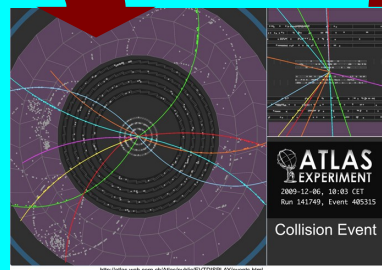 ATLAS
EXPERIMENT
2009-12-06, 10:03 CET
Run 141749, Event 405315
Collision Event